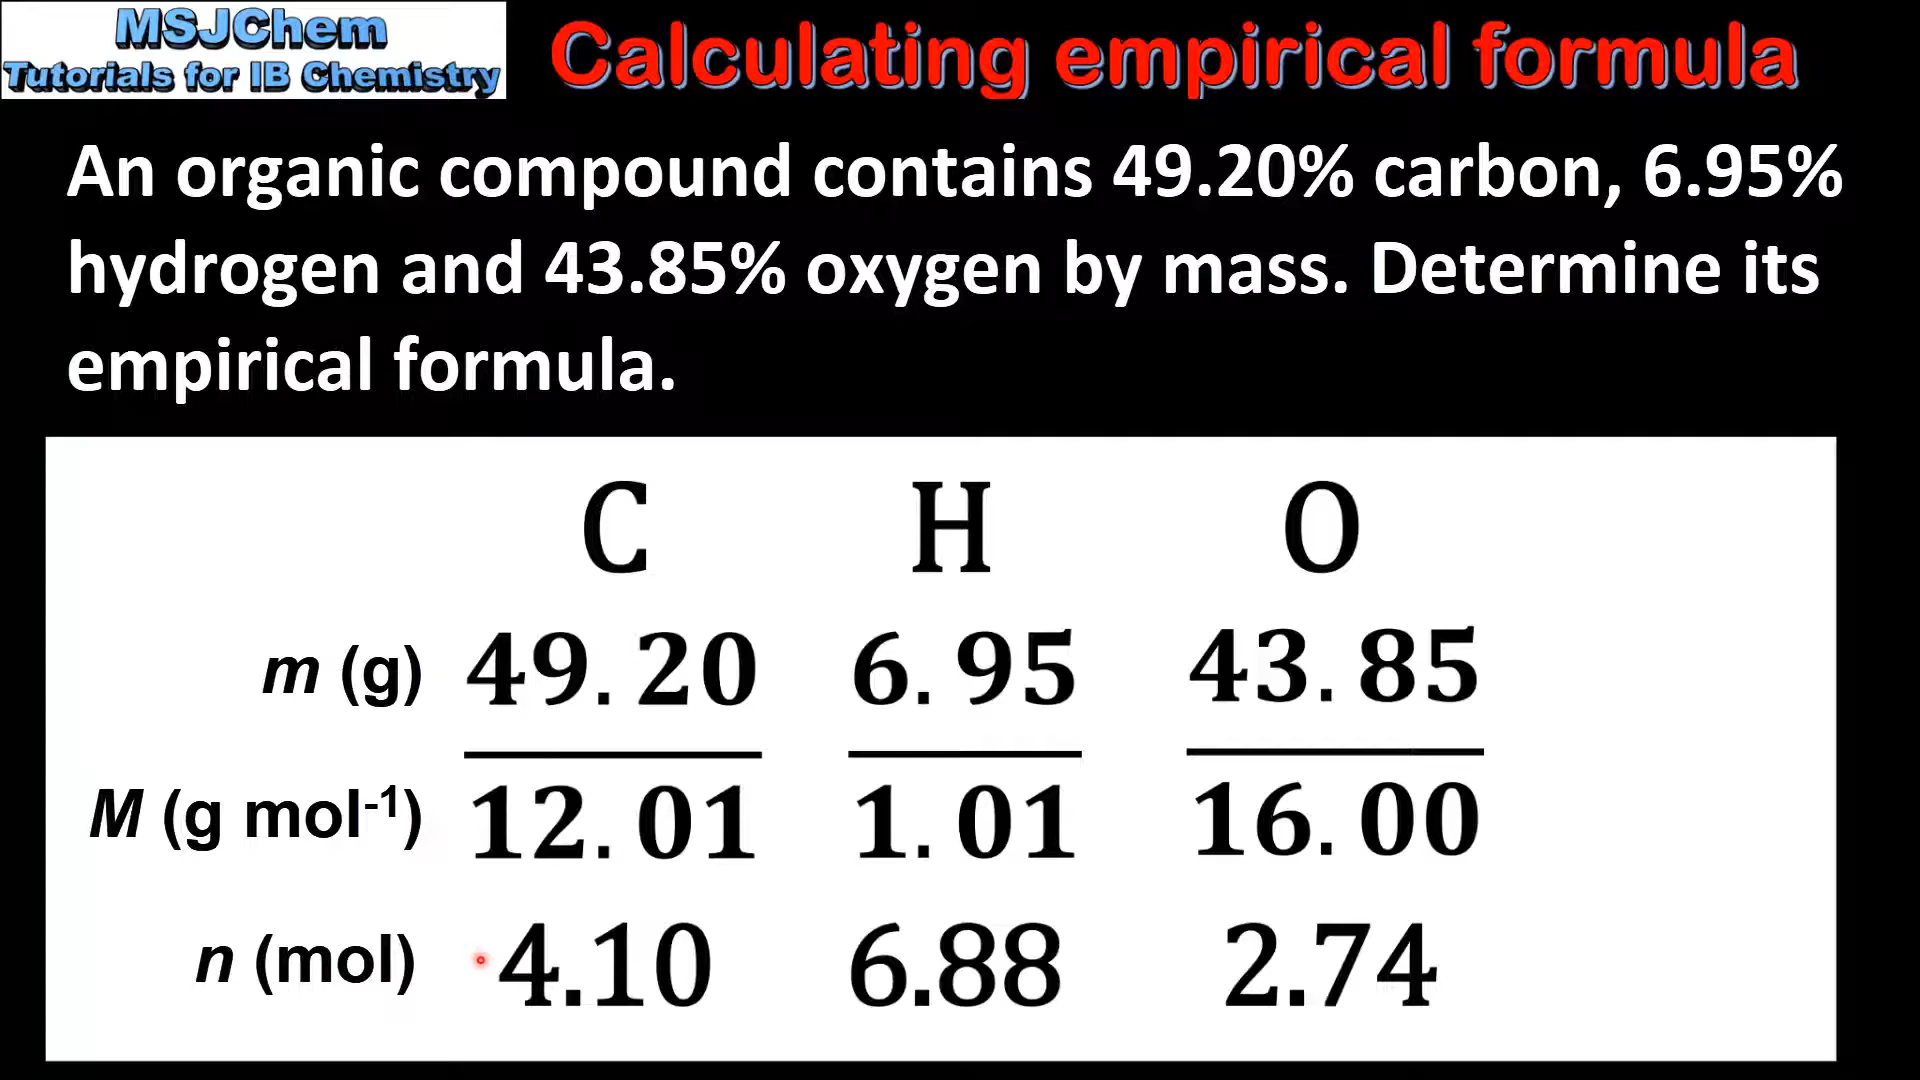 MSJChem
Tutorials for IB Chemistry
Calculating empirical formula
An organic compound contains 49.20% carbon, 6.95%
hydrogen and 43.85% oxygen by mass. Determine its
empirical formula.
C H O
m (g) 49.20 6.95 43.85
M (g mol⁻¹) 12.01 1.01 16.00
n (mol) 4.10 6.88 2.74